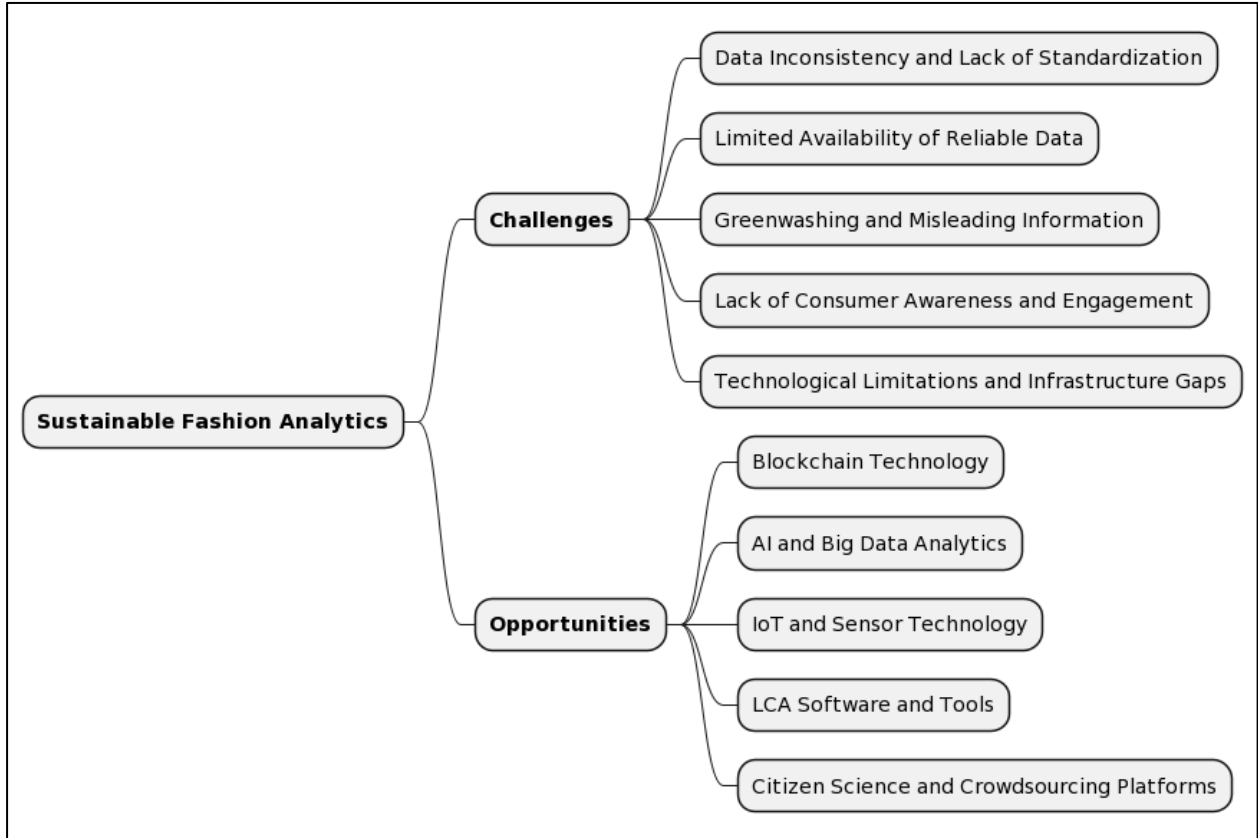 Sustainable Fashion Analytics
Challenges
Data Inconsistency and Lack of Standardization
Limited Availability of Reliable Data
Greenwashing and Misleading Information
Lack of Consumer Awareness and Engagement
Technological Limitations and Infrastructure Gaps
Opportunities
Blockchain Technology
AI and Big Data Analytics
IoT and Sensor Technology
LCA Software and Tools
Citizen Science and Crowdsourcing Platforms